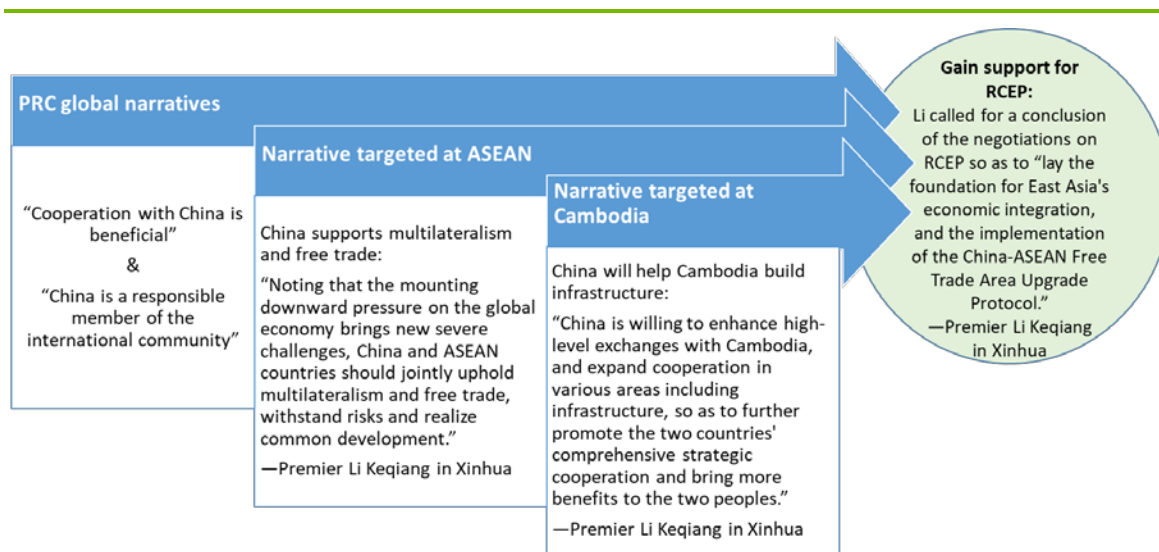 PRC global narratives
“Cooperation with China is
beneficial”
&
“China is a responsible
member of the
international community”
Narrative targeted at ASEAN
China supports multilateralism
and free trade:
“Noting that the mounting
downward pressure on the global
economy brings new severe
challenges, China and ASEAN
countries should jointly uphold
multilateralism and free trade,
withstand risks and realize
common development.”
—Premier Li Keqiang in Xinhua
Narrative targeted at
Cambodia
China will help Cambodia build
infrastructure:
“China is willing to enhance high-
level exchanges with Cambodia,
and expand cooperation in
various areas including
infrastructure, so as to further
promote the two countries'
comprehensive strategic
cooperation and bring more
benefits to the two peoples.”
—Premier Li Keqiang in Xinhua
Gain support for
RCEP:
Li called for a conclusion
of the negotiations on
RCEP so as to “lay the
foundation for East Asia's
economic integration,
and the implementation
of the China-ASEAN Free
Trade Area Upgrade
Protocol.”
—Premier Li Keqiang
in Xinhua